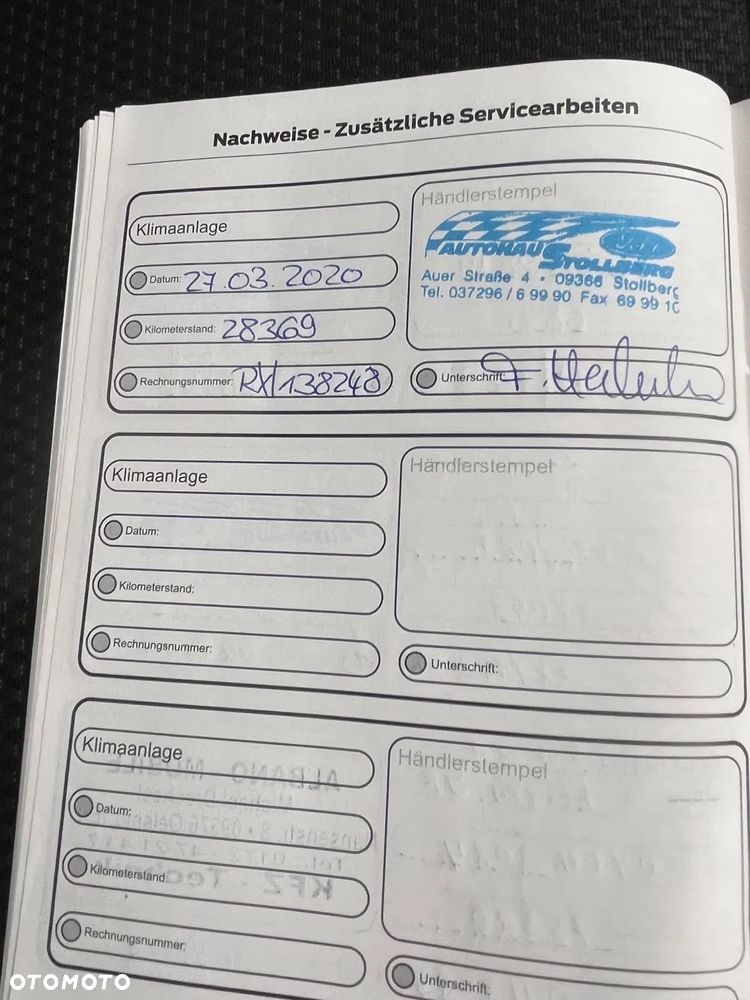 Nachweise - Zusätzliche Servicearbeiten
Klimaanlage
Datum: 27.03.2020
Kilometerstand: 28369
Rechnungsnummer: RX/138248
Händlerstempel
AUTOHAUS STOLLBERG
Auer Straße 4 · 09366 Stollberg
Tel. 037296 / 6 99 90 Fax 69 99 10
Unterschrift:
Klimaanlage
Datum:
Kilometerstand:
Rechnungsnummer:
Händlerstempel
Unterschrift:
Klimaanlage
Datum:
Kilometerstand:
Rechnungsnummer:
Händlerstempel
Unterschrift:
OTOMOTO